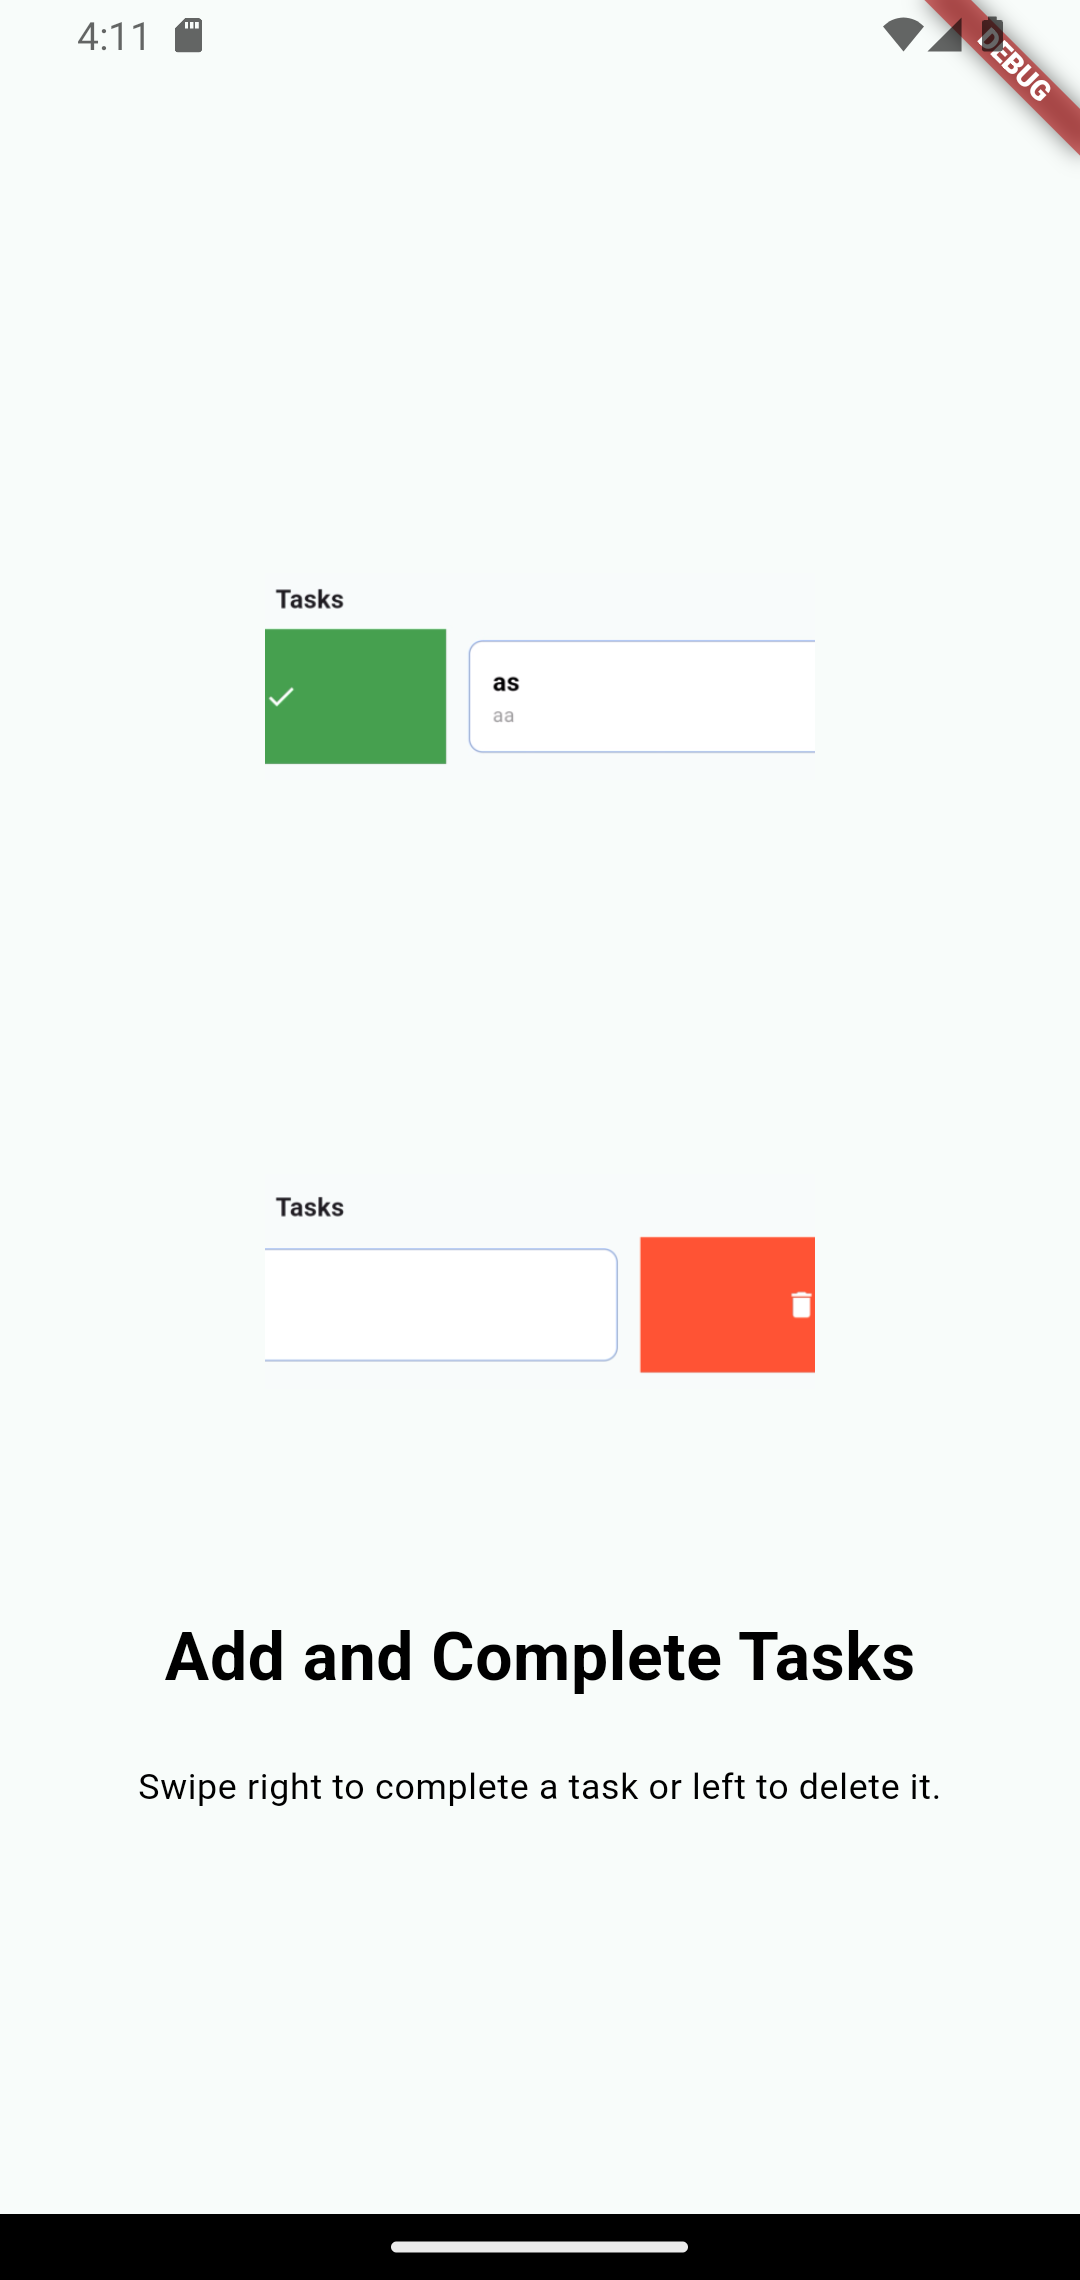 4:11
DEBUG
Tasks
as
aa
Tasks
Add and Complete Tasks
Swipe right to complete a task or left to delete it.